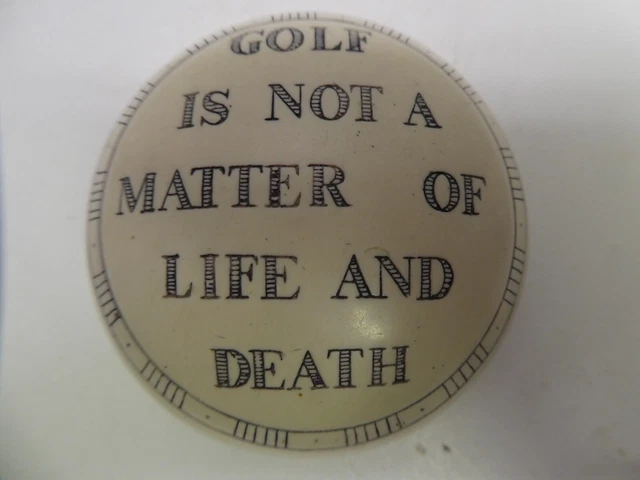 GOLF
IS NOT A
MATTER OF
LIFE AND
DEATH